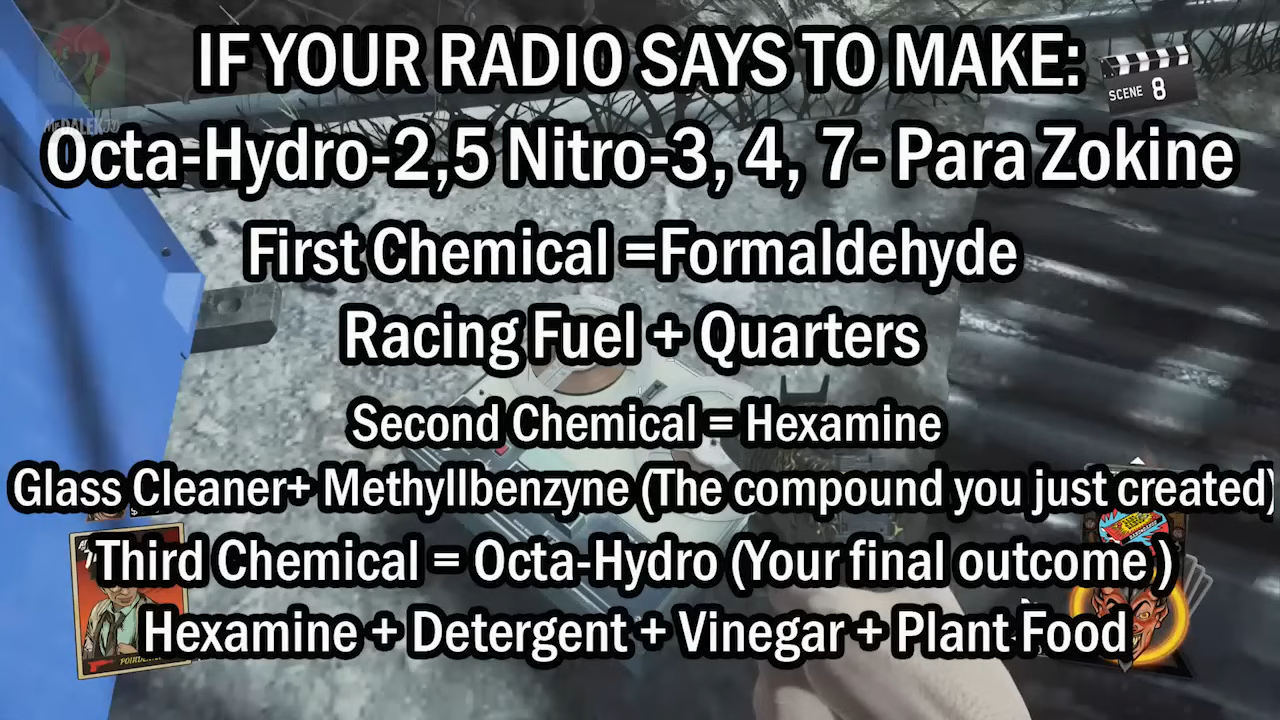 IF YOUR RADIO SAYS TO MAKE:
SCENE 8
MrDALEKJD
Octa-Hydro-2,5 Nitro-3, 4, 7- Para Zokine
First Chemical =Formaldehyde
Racing Fuel + Quarters
Second Chemical = Hexamine
Glass Cleaner+ Methyllbenzyne (The compound you just created)
Third Chemical = Octa-Hydro (Your final outcome )
Hexamine + Detergent + Vinegar + Plant Food